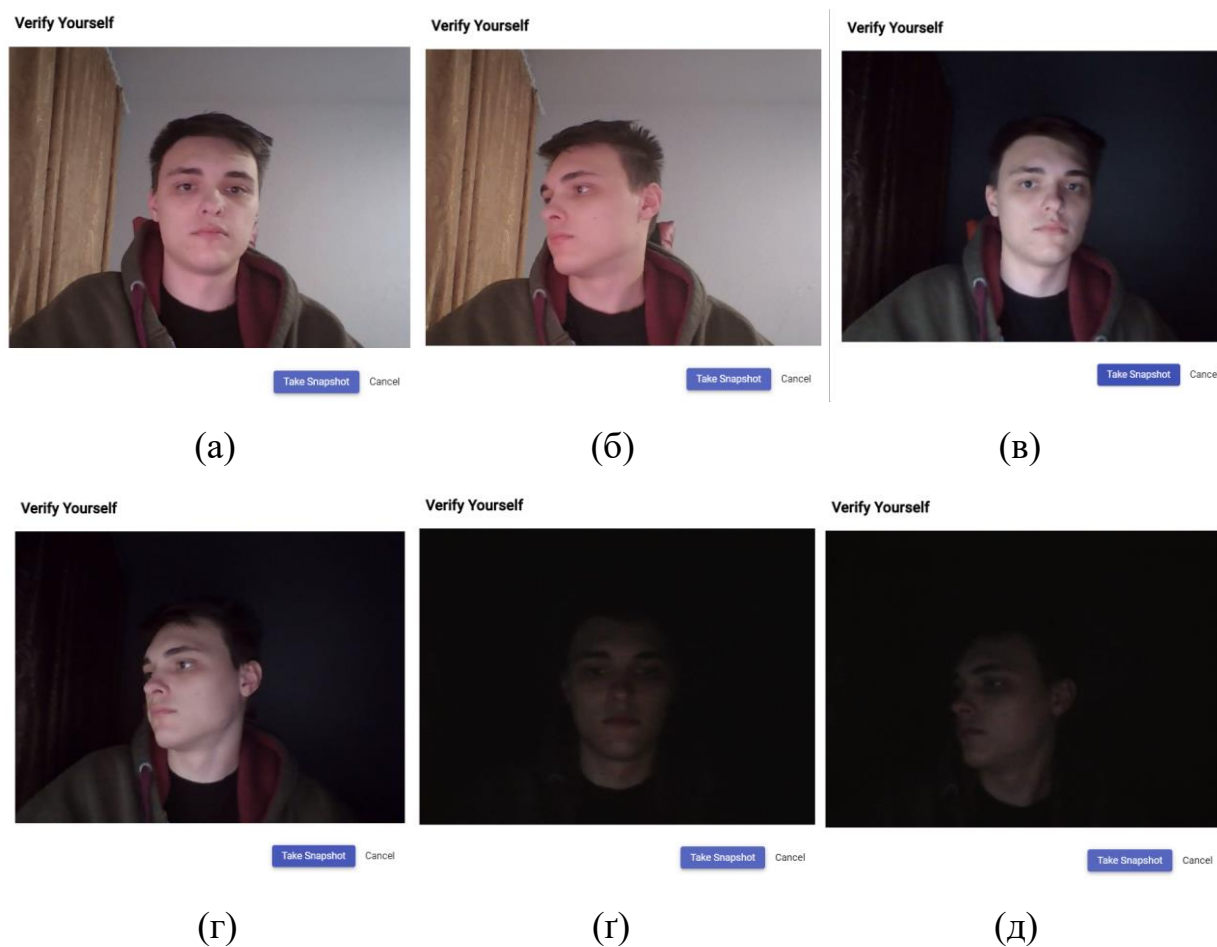 Verify Yourself
Verify Yourself
Verify Yourself
Take Snapshot Cancel
Take Snapshot Cancel
Take Snapshot Cance
(а)
(б)
(в)
Verify Yourself
Verify Yourself
Verify Yourself
Take Snapshot Cancel
Take Snapshot Cancel
Take Snapshot Cancel
(г)
(ґ)
(д)